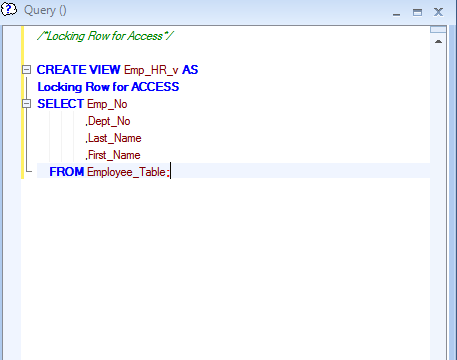 Query ()
/*Locking Row for Access*/
CREATE VIEW Emp_HR_v AS
Locking Row for ACCESS
SELECT Emp_No
,Dept_No
,Last_Name
,First_Name
FROM Employee_Table;